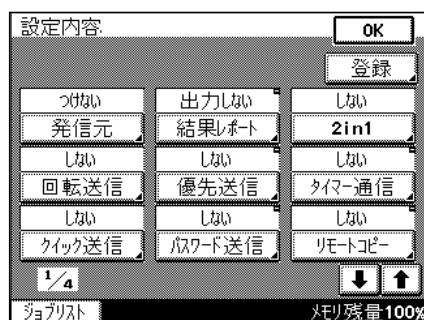 設定内容
OK
登録
つけない 出力しない しない
発信元 結果レポート 2in1
しない しない しない
回転送信 優先送信 タイマー通信
しない しない しない
クイック送信 パスワード送信 リモートコピー
1/4
ジョブリスト メモリ残量100%